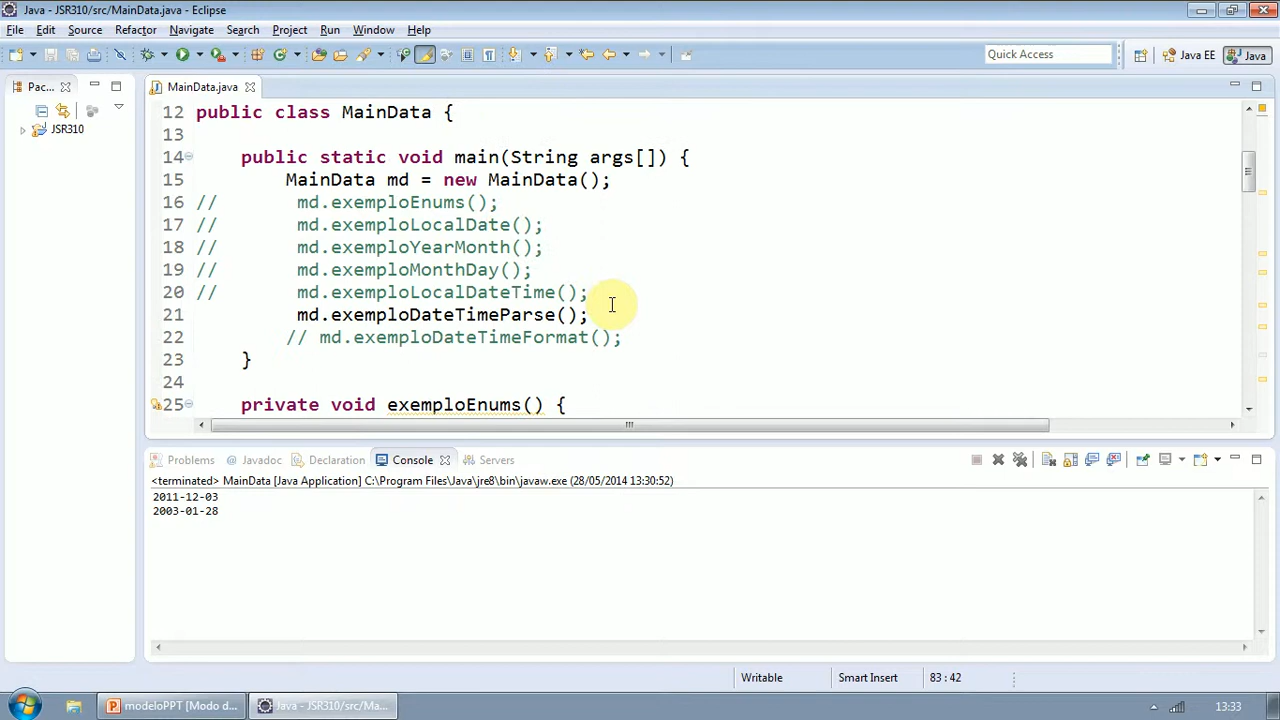 Java - JSR310/src/MainData.java - Eclipse
File Edit Source Refactor Navigate Search Project Run Window Help
Quick Access Java EE Java
Pac... MainData.java
JSR310
12 public class MainData {
13
14 public static void main(String args[]) {
15 MainData md = new MainData();
16 // md.exemploEnums();
17 // md.exemploLocalDate();
18 // md.exemploYearMonth();
19 // md.exemploMonthDay();
20 // md.exemploLocalDateTime();
21 md.exemploDateTimeParse();
22 // md.exemploDateTimeFormat();
23 }
24
25 private void exemploEnums() {
Problems @ Javadoc Declaration Console Servers
<terminated> MainData [Java Application] C:\Program Files\Java\jre8\bin\javaw.exe (28/05/2014 13:30:52)
2011-12-03
2003-01-28
Writable Smart Insert 83 : 42
modeloPPT [Modo d... Java - JSR310/src/Ma... 13:33